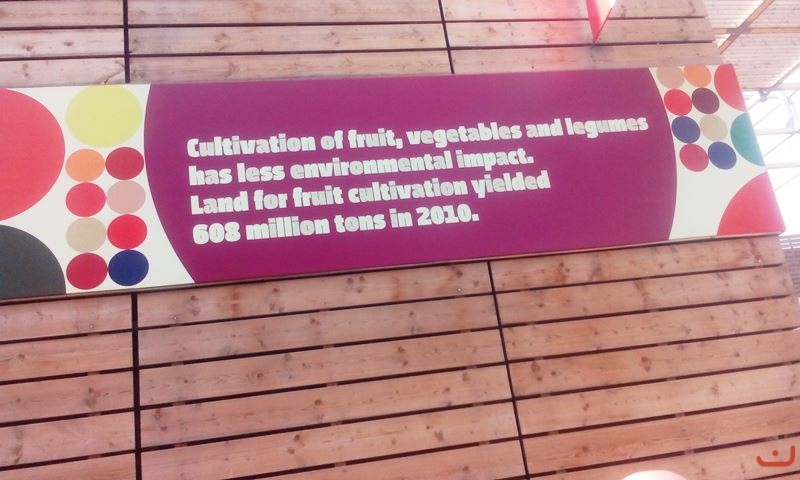 Cultivation of fruit, vegetables and legumes
has less environmental impact.
Land for fruit cultivation yielded
608 million tons in 2010.